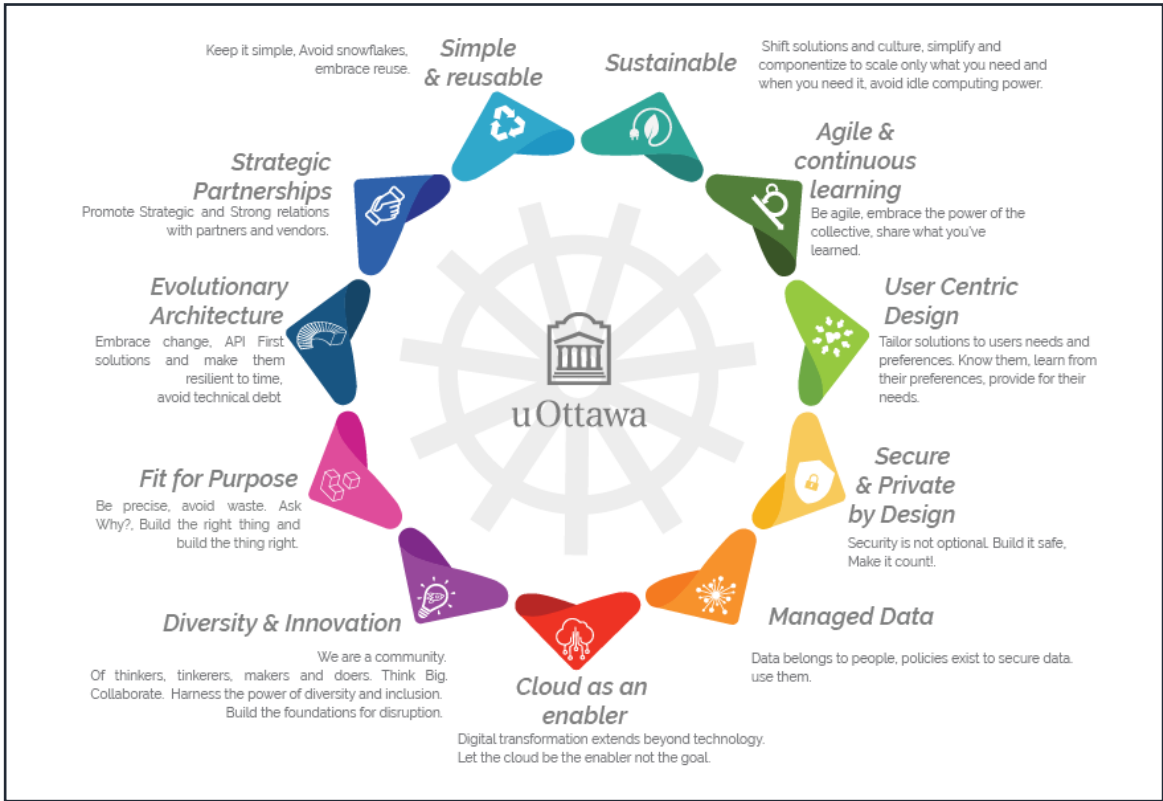 Simple
& reusable
Keep it simple, Avoid snowflakes,
embrace reuse.
Sustainable
Shift solutions and culture, simplify and
componentize to scale only what you need and
when you need it, avoid idle computing power.
Agile &
continuous
learning
Be agile, embrace the power of the
collective, share what you've
learned.
User Centric
Design
Tailor solutions to users needs and
preferences. Know them, learn from
their preferences, provide for their
needs.
Secure
& Private
by Design
Security is not optional. Build it safe,
Make it count!.
Managed Data
Data belongs to people, policies exist to secure data.
use them.
Cloud as an
enabler
Digital transformation extends beyond technology.
Let the cloud be the enabler not the goal.
Diversity & Innovation
We are a community.
Of thinkers, tinkerers, makers and doers. Think Big.
Collaborate. Harness the power of diversity and inclusion.
Build the foundations for disruption.
Fit for Purpose
Be precise, avoid waste. Ask
Why?, Build the right thing and
build the thing right.
Evolutionary
Architecture
Embrace change, API First
solutions and make them
resilient to time,
avoid technical debt
Strategic
Partnerships
Promote Strategic and Strong relations
with partners and vendors.
uOttawa